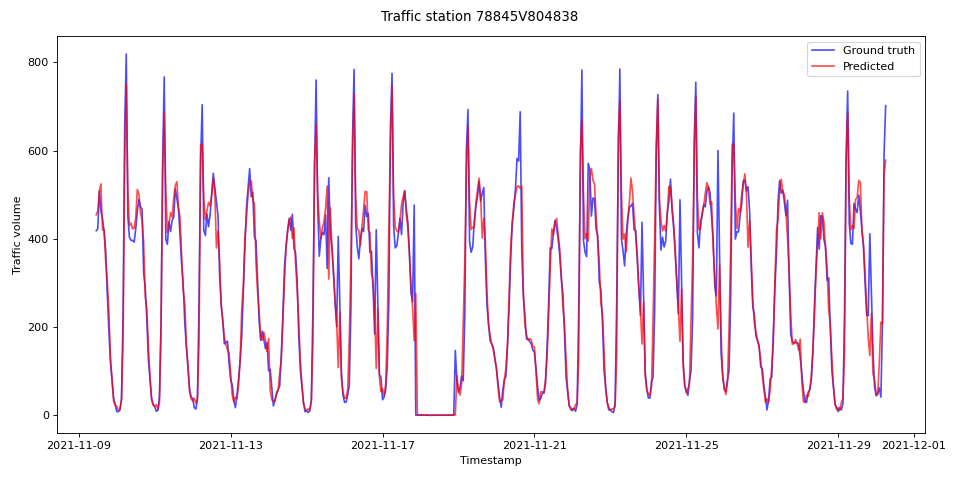 Traffic station 78845V804838
Ground truth
Predicted
Traffic volume
800
600
400
200
0
2021-11-09
2021-11-13
2021-11-17
2021-11-21
2021-11-25
2021-11-29
2021-12-01
Timestamp